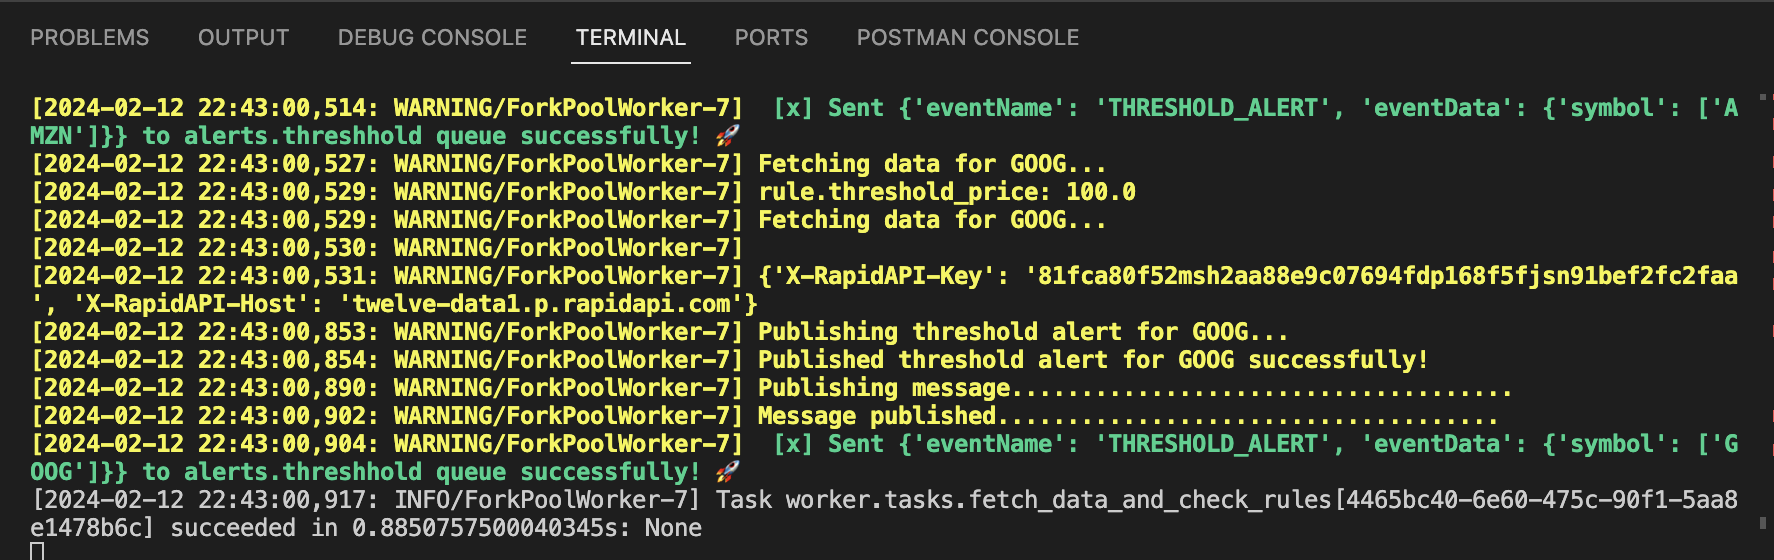 PROBLEMS OUTPUT DEBUG CONSOLE TERMINAL PORTS POSTMAN CONSOLE
[2024-02-12 22:43:00,514: WARNING/ForkPoolWorker-7]  [x] Sent {'eventName': 'THRESHOLD_ALERT', 'eventData': {'symbol': ['A
MZN']}} to alerts.threshhold queue successfully! 🚀
[2024-02-12 22:43:00,527: WARNING/ForkPoolWorker-7] Fetching data for GOOG...
[2024-02-12 22:43:00,529: WARNING/ForkPoolWorker-7] rule.threshold_price: 100.0
[2024-02-12 22:43:00,529: WARNING/ForkPoolWorker-7] Fetching data for GOOG...
[2024-02-12 22:43:00,530: WARNING/ForkPoolWorker-7]
[2024-02-12 22:43:00,531: WARNING/ForkPoolWorker-7] {'X-RapidAPI-Key': '81fca80f52msh2aa88e9c07694fdp168f5fjsn91bef2fc2faa
', 'X-RapidAPI-Host': 'twelve-data1.p.rapidapi.com'}
[2024-02-12 22:43:00,853: WARNING/ForkPoolWorker-7] Publishing threshold alert for GOOG...
[2024-02-12 22:43:00,854: WARNING/ForkPoolWorker-7] Published threshold alert for GOOG successfully!
[2024-02-12 22:43:00,890: WARNING/ForkPoolWorker-7] Publishing message....................................
[2024-02-12 22:43:00,902: WARNING/ForkPoolWorker-7] Message published....................................
[2024-02-12 22:43:00,904: WARNING/ForkPoolWorker-7]  [x] Sent {'eventName': 'THRESHOLD_ALERT', 'eventData': {'symbol': ['G
OOG']}} to alerts.threshhold queue successfully! 🚀
[2024-02-12 22:43:00,917: INFO/ForkPoolWorker-7] Task worker.tasks.fetch_data_and_check_rules[4465bc40-6e60-475c-90f1-5aa8
e1478b6c] succeeded in 0.8850757500040345s: None